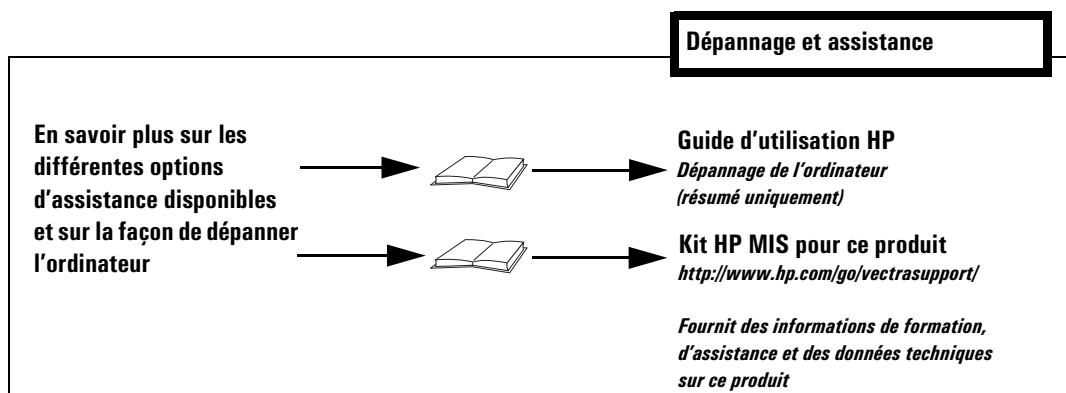 Dépannage et assistance
En savoir plus sur les
différentes options
d'assistance disponibles
et sur la façon de dépanner
l'ordinateur
Guide d'utilisation HP
Dépannage de l'ordinateur
(résumé uniquement)
Kit HP MIS pour ce produit
http://www.hp.com/go/vectrasupport/
Fournit des informations de formation,
d'assistance et des données techniques
sur ce produit